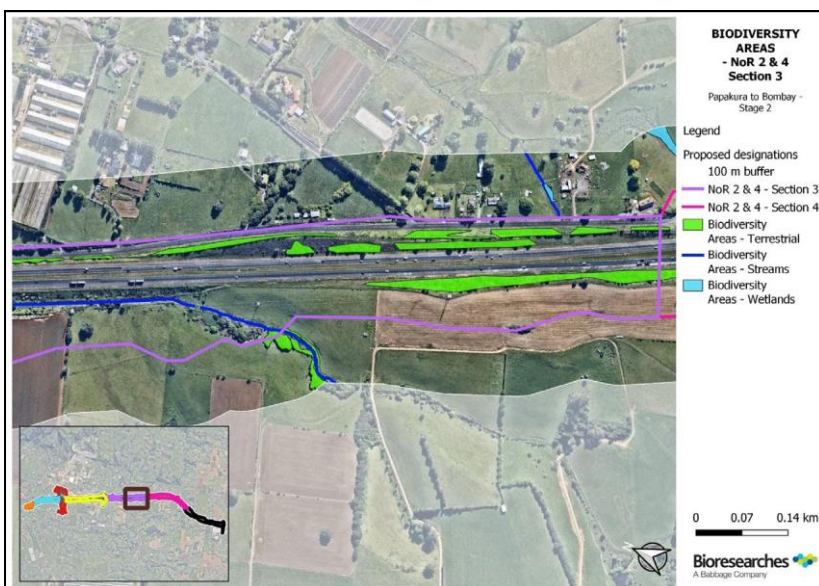 BIODIVERSITY
AREAS
- NoR 2 & 4
Section 3
Papakura to Bombay -
Stage 2
Legend
Proposed designations
100 m buffer
NoR 2 & 4 - Section 3
NoR 2 & 4 - Section 4
Biodiversity
Areas - Terrestrial
Biodiversity
Areas - Streams
Biodiversity
Areas - Wetlands
0 0.07 0.14 km
Bioresearches
A Babbage Company